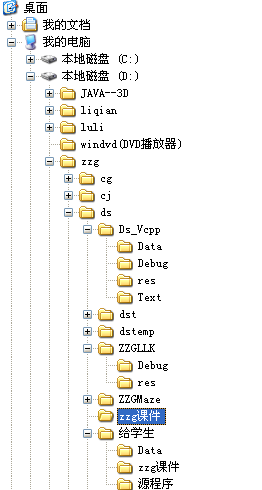 桌面
我的文档
我的电脑
本地磁盘 (C:)
本地磁盘 (D:)
JAVA--3D
liqian
luli
windvd(DVD播放器)
zzg
cg
cj
ds
Ds_Vcpp
Data
Debug
res
Text
dst
dstemp
ZZGLLK
Debug
res
ZZGMaze
zzg课件
给学生
Data
zzg课件
源程序